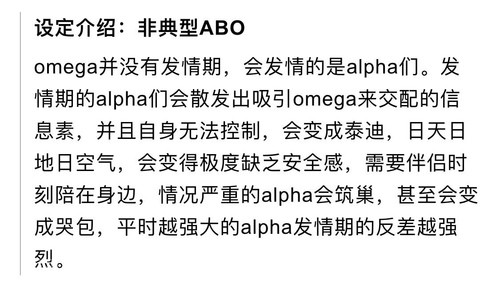 设定介绍：非典型ABO
omega并没有发情期，会发情的是alpha们。发
情期的alpha们会散发出吸引omega来交配的信
息素，并且自身无法控制，会变成泰迪，日天日
地日空气，会变得极度缺乏安全感，需要伴侣时
刻陪在身边，情况严重的alpha会筑巢，甚至会变
成哭包，平时越强大的alpha发情期的反差越强
烈。